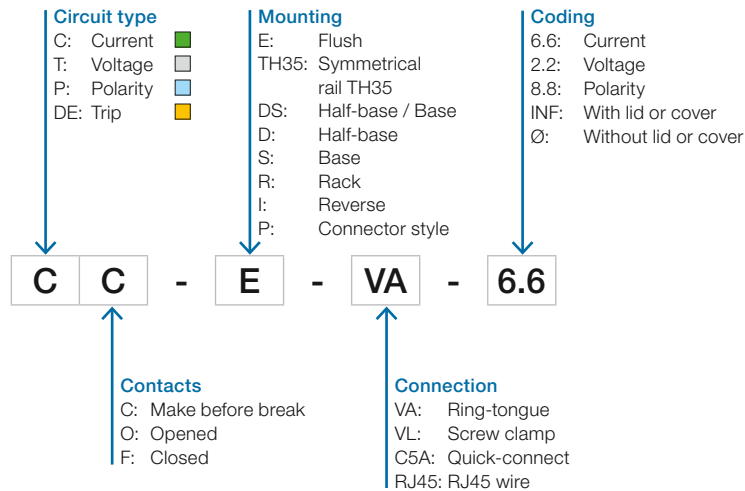 Circuit type
C: Current
T: Voltage
P: Polarity
DE: Trip
Mounting
E: Flush
TH35: Symmetrical
rail TH35
DS: Half-base / Base
D: Half-base
S: Base
R: Rack
I: Reverse
P: Connector style
Coding
6.6: Current
2.2: Voltage
8.8: Polarity
INF: With lid or cover
Ø: Without lid or cover
C C - E - VA - 6.6
Contacts
C: Make before break
O: Opened
F: Closed
Connection
VA: Ring-tongue
VL: Screw clamp
C5A: Quick-connect
RJ45: RJ45 wire